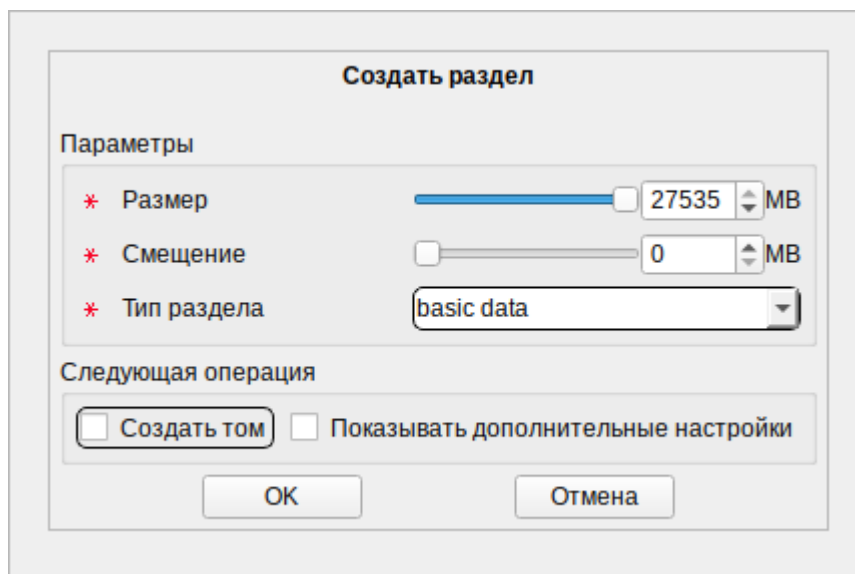 Создать раздел
Параметры
* Размер 27535 MB
* Смещение 0 MB
* Тип раздела basic data
Следующая операция
Создать том Показывать дополнительные настройки
OK Отмена